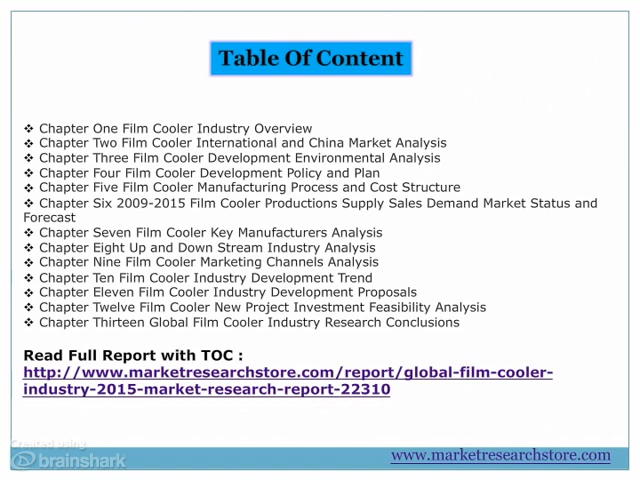 Table Of Content
❖ Chapter One Film Cooler Industry Overview
❖ Chapter Two Film Cooler International and China Market Analysis
❖ Chapter Three Film Cooler Development Environmental Analysis
❖ Chapter Four Film Cooler Development Policy and Plan
❖ Chapter Five Film Cooler Manufacturing Process and Cost Structure
❖ Chapter Six 2009-2015 Film Cooler Productions Supply Sales Demand Market Status and
Forecast
❖ Chapter Seven Film Cooler Key Manufacturers Analysis
❖ Chapter Eight Up and Down Stream Industry Analysis
❖ Chapter Nine Film Cooler Marketing Channels Analysis
❖ Chapter Ten Film Cooler Industry Development Trend
❖ Chapter Eleven Film Cooler Industry Development Proposals
❖ Chapter Twelve Film Cooler New Project Investment Feasibility Analysis
❖ Chapter Thirteen Global Film Cooler Industry Research Conclusions
Read Full Report with TOC :
http://www.marketresearchstore.com/report/global-film-cooler-
industry-2015-market-research-report-22310
Created using
brainshark
www.marketresearchstore.com